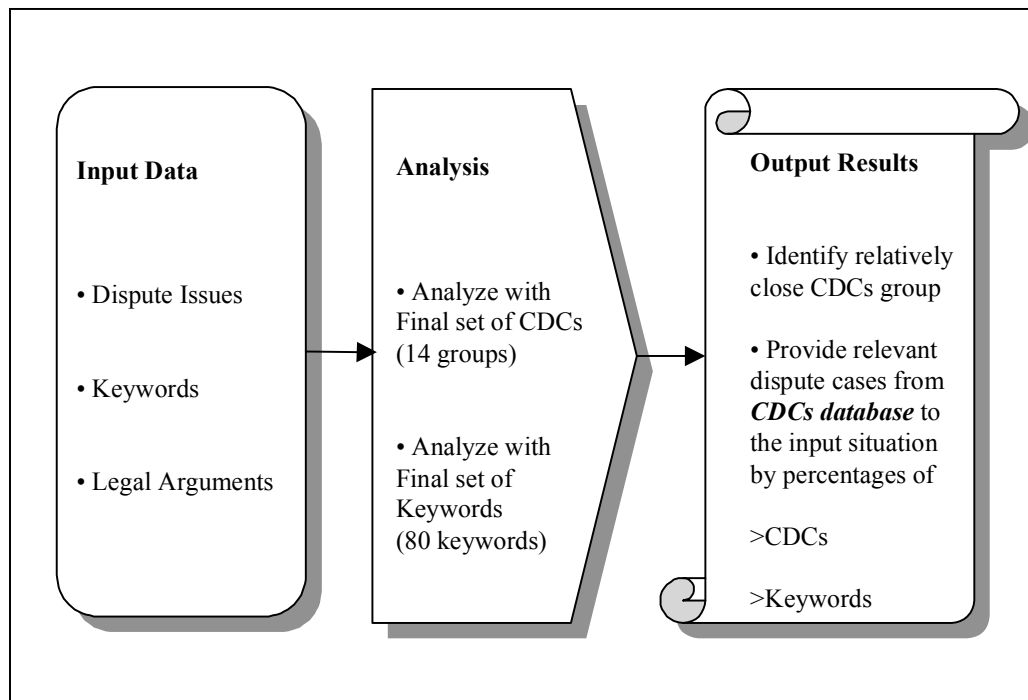 Input Data
• Dispute Issues
• Keywords
• Legal Arguments
Analysis
• Analyze with
Final set of CDCs
(14 groups)
• Analyze with
Final set of
Keywords
(80 keywords)
Output Results
• Identify relatively
close CDCs group
• Provide relevant
dispute cases from
CDCs database to
the input situation
by percentages of
>CDCs
>Keywords